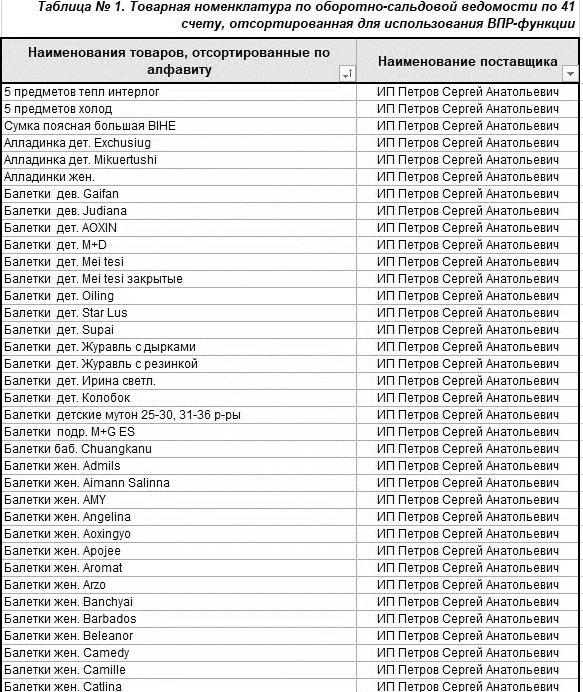 Таблица № 1. Товарная номенклатура по оборотно-сальдовой ведомости по 41
счету, отсортированная для использования ВПР-функции
Наименования товаров, отсортированные по
алфавиту
Наименование поставщика
5 предметов тепл интерлог ИП Петров Сергей Анатольевич
5 предметов холод ИП Петров Сергей Анатольевич
Сумка поясная большая BIHE ИП Петров Сергей Анатольевич
Алладинка дет. Exchusiug ИП Петров Сергей Анатольевич
Алладинка дет. Mikuertushi ИП Петров Сергей Анатольевич
Алладинки жен. ИП Петров Сергей Анатольевич
Балетки дев. Gaifan ИП Петров Сергей Анатольевич
Балетки дев. Judiana ИП Петров Сергей Анатольевич
Балетки дет. AOXIN ИП Петров Сергей Анатольевич
Балетки дет. M+D ИП Петров Сергей Анатольевич
Балетки дет. Mei tesi ИП Петров Сергей Анатольевич
Балетки дет. Mei tesi закрытые ИП Петров Сергей Анатольевич
Балетки дет. Oiling ИП Петров Сергей Анатольевич
Балетки дет. Star Lus ИП Петров Сергей Анатольевич
Балетки дет. Supai ИП Петров Сергей Анатольевич
Балетки дет. Журавль с дырками ИП Петров Сергей Анатольевич
Балетки дет. Журавль с резинкой ИП Петров Сергей Анатольевич
Балетки дет. Ирина светл. ИП Петров Сергей Анатольевич
Балетки дет. Колобок ИП Петров Сергей Анатольевич
Балетки детские мутон 25-30, 31-36 р-ры ИП Петров Сергей Анатольевич
Балетки подр. M+G ES ИП Петров Сергей Анатольевич
Балетки баб. Chuangkanu ИП Петров Сергей Анатольевич
Балетки жен. Admils ИП Петров Сергей Анатольевич
Балетки жен. Aimann Salinna ИП Петров Сергей Анатольевич
Балетки жен. AMY ИП Петров Сергей Анатольевич
Балетки жен. Angelina ИП Петров Сергей Анатольевич
Балетки жен. Aoxingyo ИП Петров Сергей Анатольевич
Балетки жен. Apojee ИП Петров Сергей Анатольевич
Балетки жен. Aromat ИП Петров Сергей Анатольевич
Балетки жен. Arzo ИП Петров Сергей Анатольевич
Балетки жен. Banchyai ИП Петров Сергей Анатольевич
Балетки жен. Barbados ИП Петров Сергей Анатольевич
Балетки жен. Beleanor ИП Петров Сергей Анатольевич
Балетки жен. Camedy ИП Петров Сергей Анатольевич
Балетки жен. Camille ИП Петров Сергей Анатольевич
Балетки жен. Catlina ИП Петров Сергей Анатольевич